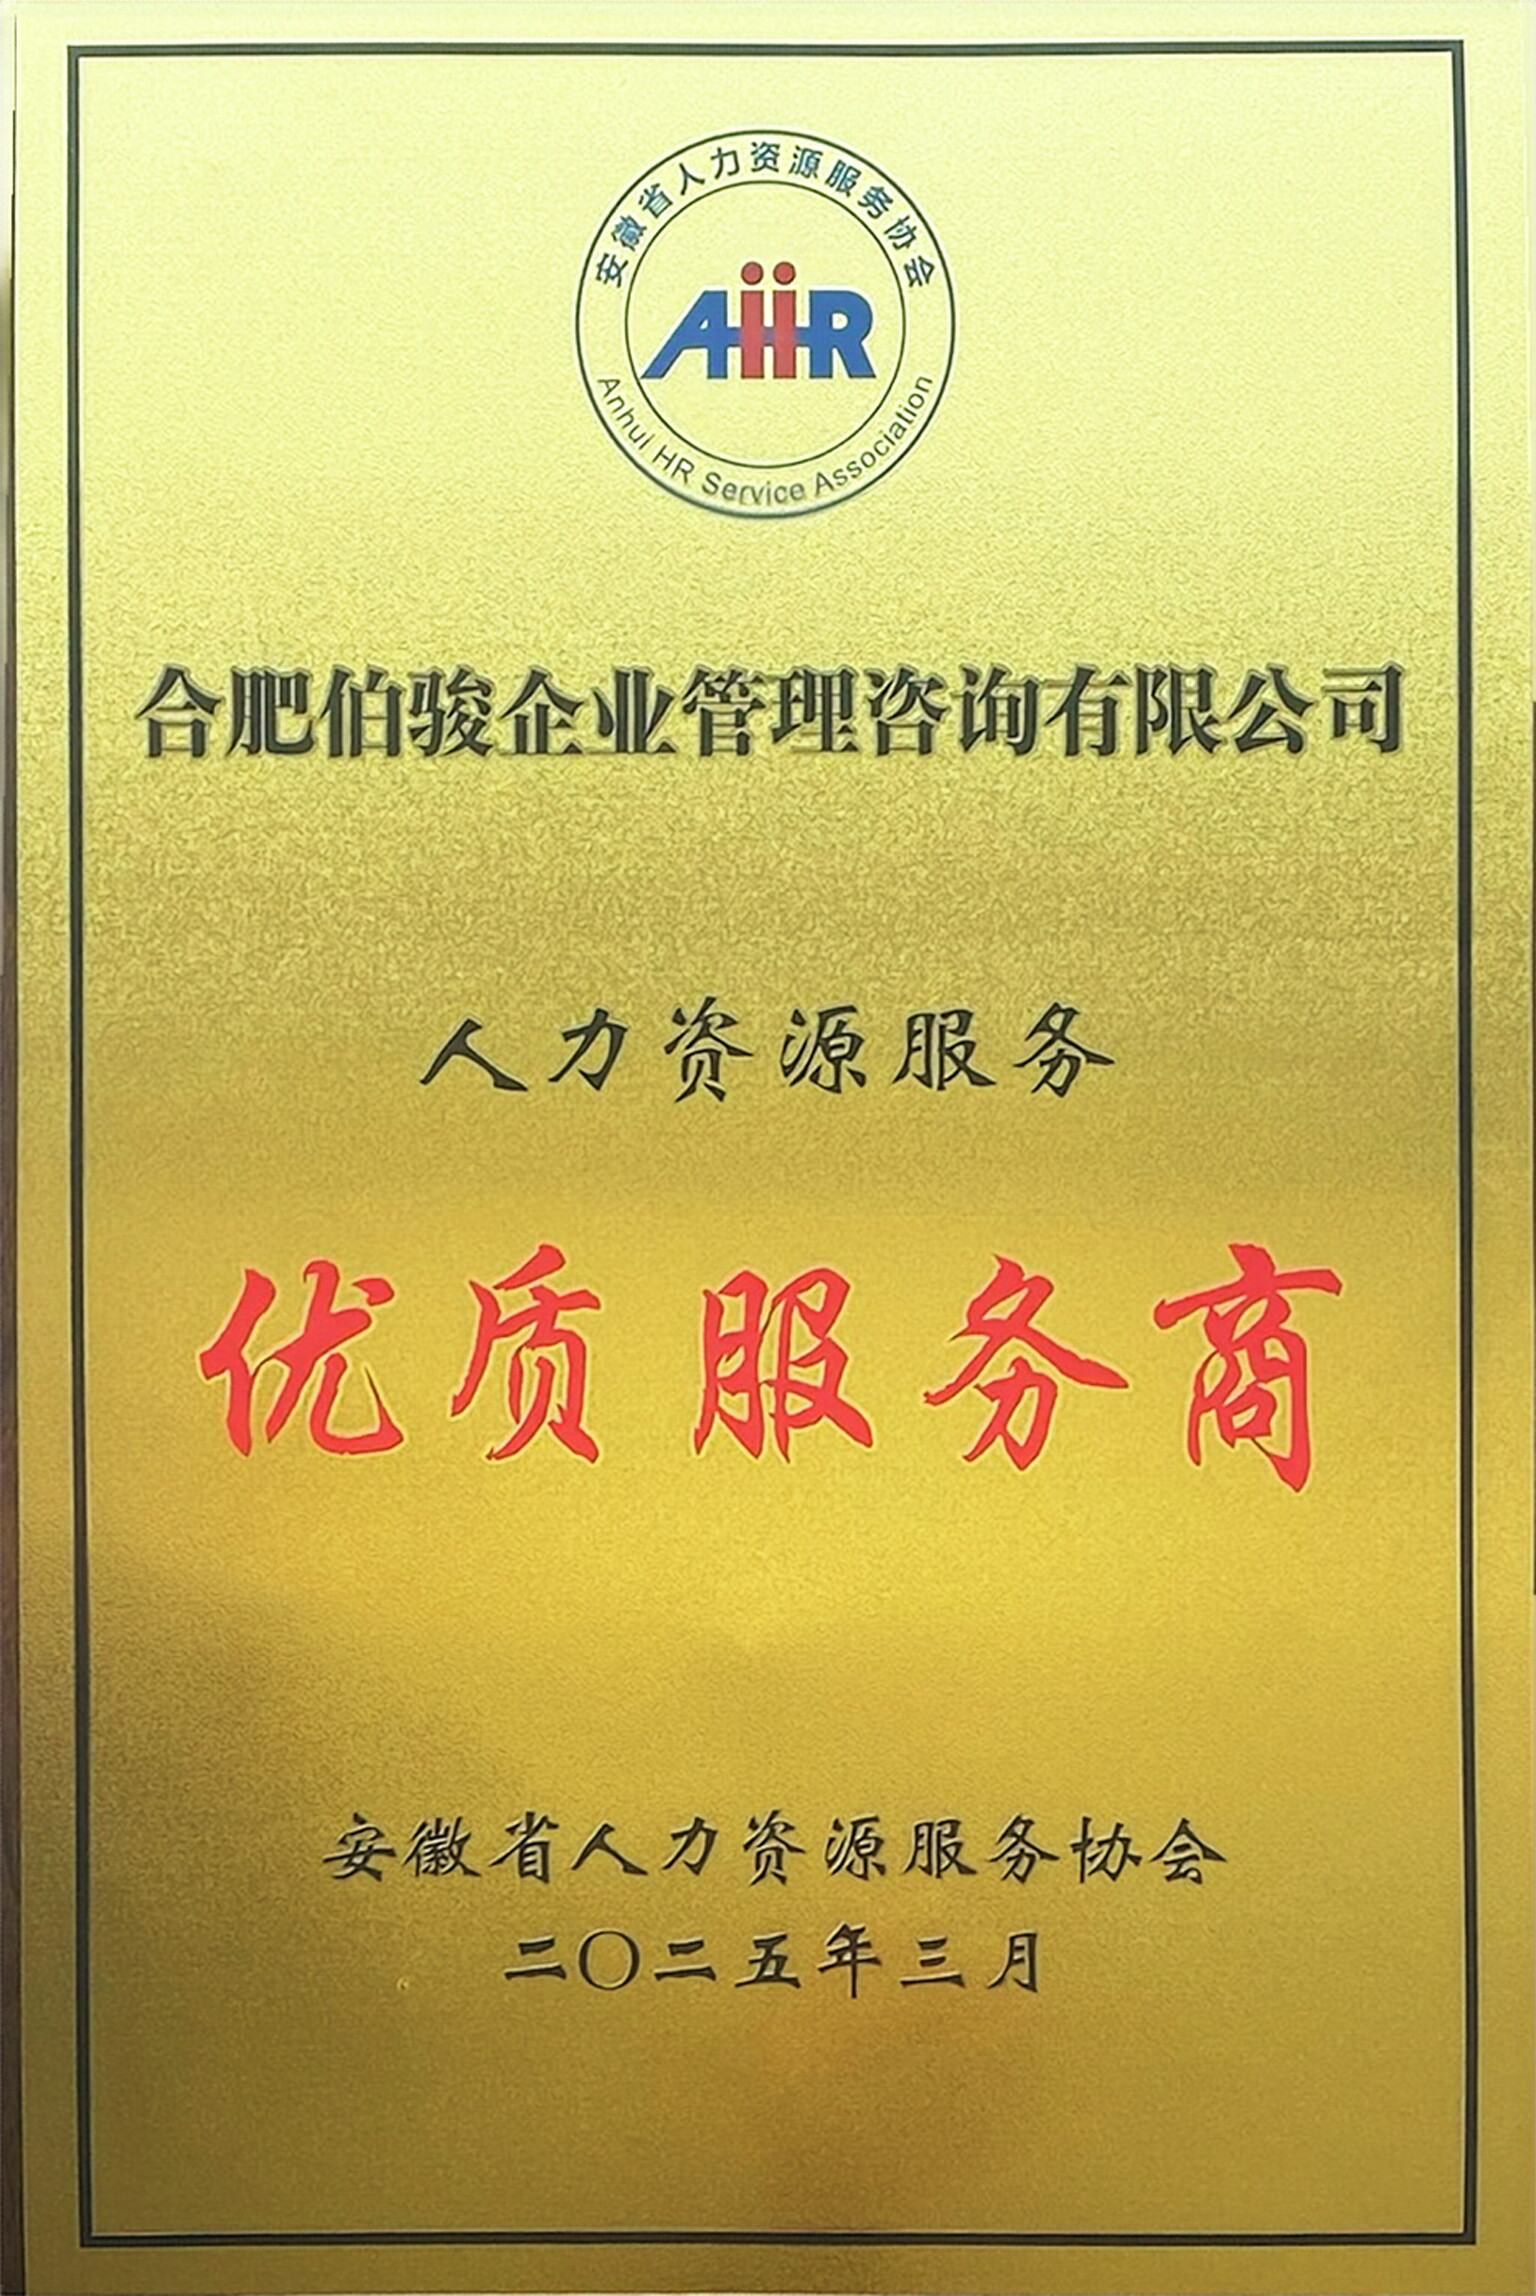 安徽省人力资源服务协会
AiiR
Anhui HR Service Association
合肥伯骏企业管理咨询有限公司
人力资源服务
优质服务商
安徽省人力资源服务协会
二〇二五年三月